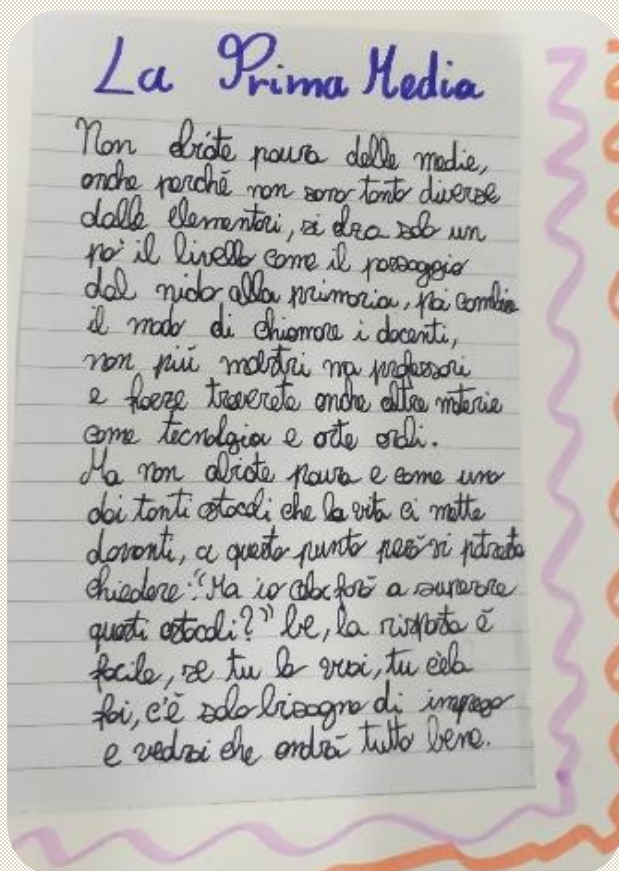 La Prima Media
Non abiate paura delle medie,
anche perché non sono tanto diverse
dalle elementari, si alza solo un
po' il livello come il passaggio
dal nido alla primaria, poi cambia
il modo di chiamare i docenti,
non più maestri ma professori
e forse troverete anche altre materie
come tecnologia e arte
Ma non abiate paura e come uno
dei tanti ostacoli che la vita ci mette
davanti, a questo punto però vi potreste
chiedere: "Ma io ce la farò a superare
questi ostacoli?" be, la risposta è
facile, se tu lo vuoi, tu ce la
fai, c'è solo bisogno di impegno
e vedrai che andrà tutto bene.